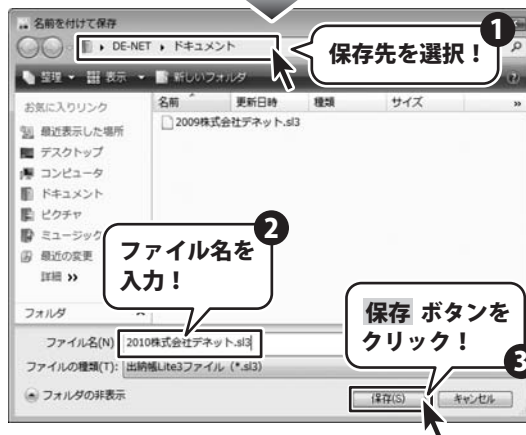 名前を付けて保存
1
DE-NET ▸ ドキュメント
保存先を選択！
整理 表示 新しいフォルダ
お気に入りリンク
名前 更新日時 種類 サイズ
最近表示した場所
2009株式会社デネット.sl3
デスクトップ
コンピュータ
ドキュメント
ピクチャ
ミュージック
最近の変更
詳細 »
2
ファイル名を
入力！
フォルダ
保存 ボタンを
クリック！
3
ファイル名(N) 2010株式会社デネット.sl3
ファイルの種類(T): 出納帳Lite3ファイル (*.sl3)
フォルダの非表示
保存(S) キャンセル